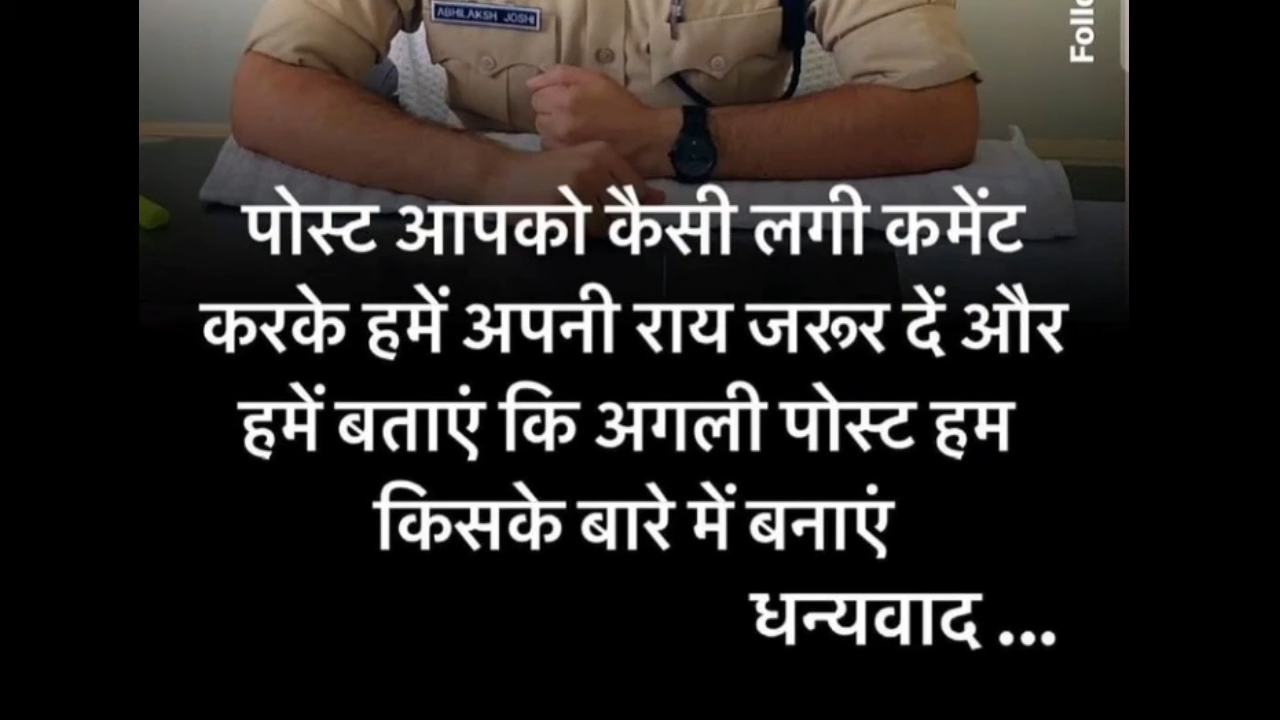 ABHILAKSH JOSHI
पोस्ट आपको कैसी लगी कमेंट
करके हमें अपनी राय जरूर दें और
हमें बताएं कि अगली पोस्ट हम
किसके बारे में बनाएं
धन्यवाद ...